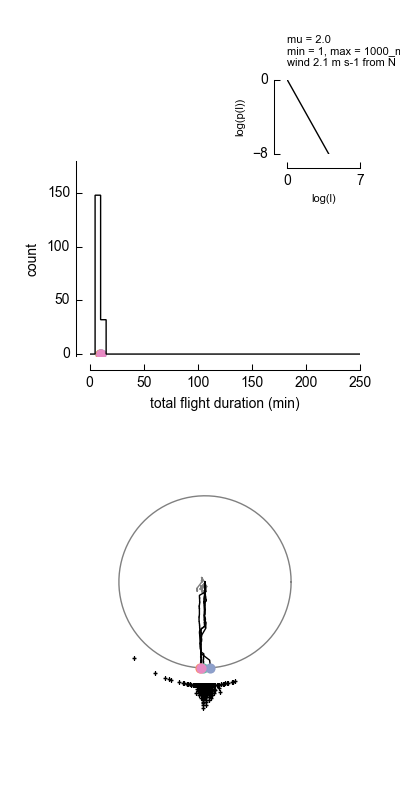 mu = 2.0
min = 1, max = 1000_m
wind 2.1 m s-1 from N
0
log(p(l))
−8
0 7
log(l)
150
100
50
0
count
0 50 100 150 200 250
total flight duration (min)